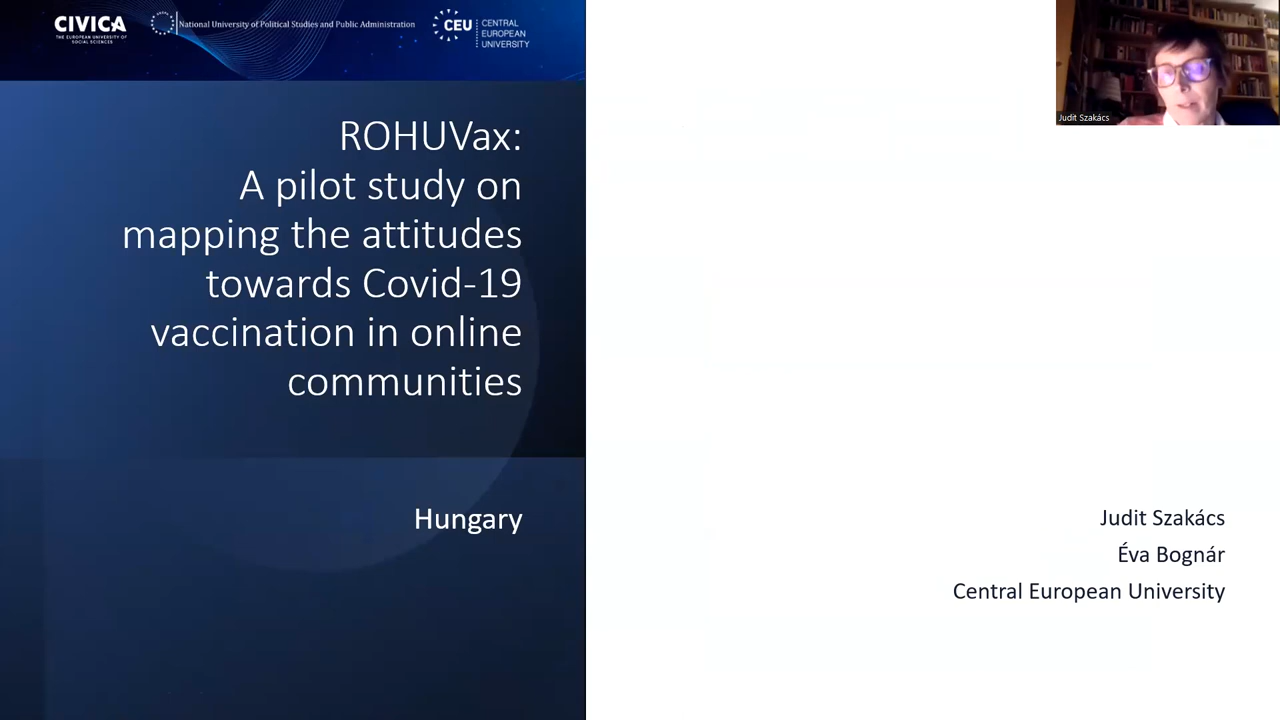 CIVICA
THE EUROPEAN UNIVERSITY OF
SOCIAL SCIENCES
National University of Political Studies and Public Administration
CEU
CENTRAL
EUROPEAN
UNIVERSITY
Judit Szakács
ROHUVax:
A pilot study on
mapping the attitudes
towards Covid-19
vaccination in online
communities
Hungary
Judit Szakács
Éva Bognár
Central European University